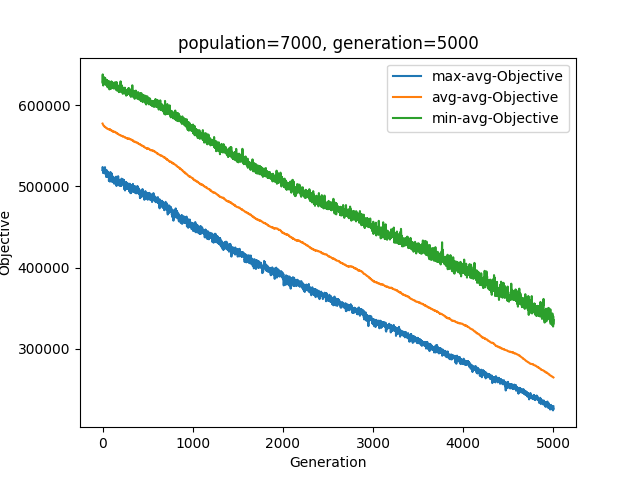 population=7000, generation=5000
max-avg-Objective
avg-avg-Objective
min-avg-Objective
600000
500000
400000
300000
Objective
0 1000 2000 3000 4000 5000
Generation